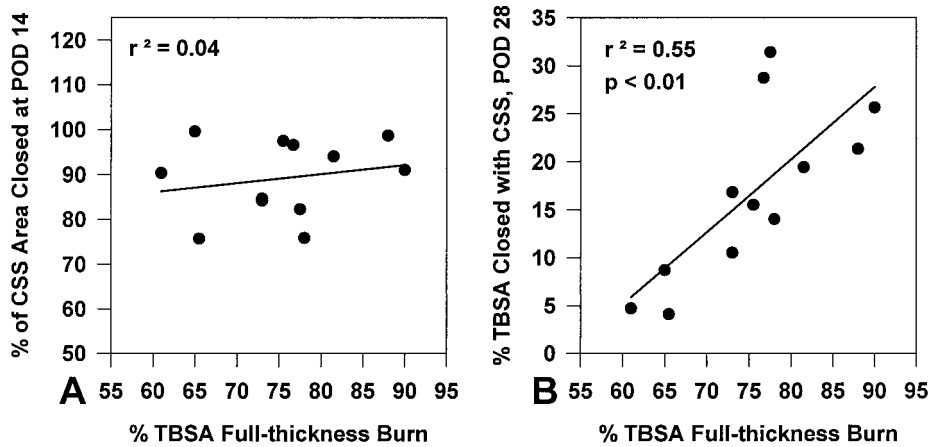 % of CSS Area Closed at POD 14
120
110
100
90
80
70
60
50
r ² = 0.04
A
55 60 65 70 75 80 85 90 95
% TBSA Full-thickness Burn
% TBSA Closed with CSS, POD 28
35
30
25
20
15
10
5
0
r ² = 0.55
p < 0.01
B
55 60 65 70 75 80 85 90 95
% TBSA Full-thickness Burn